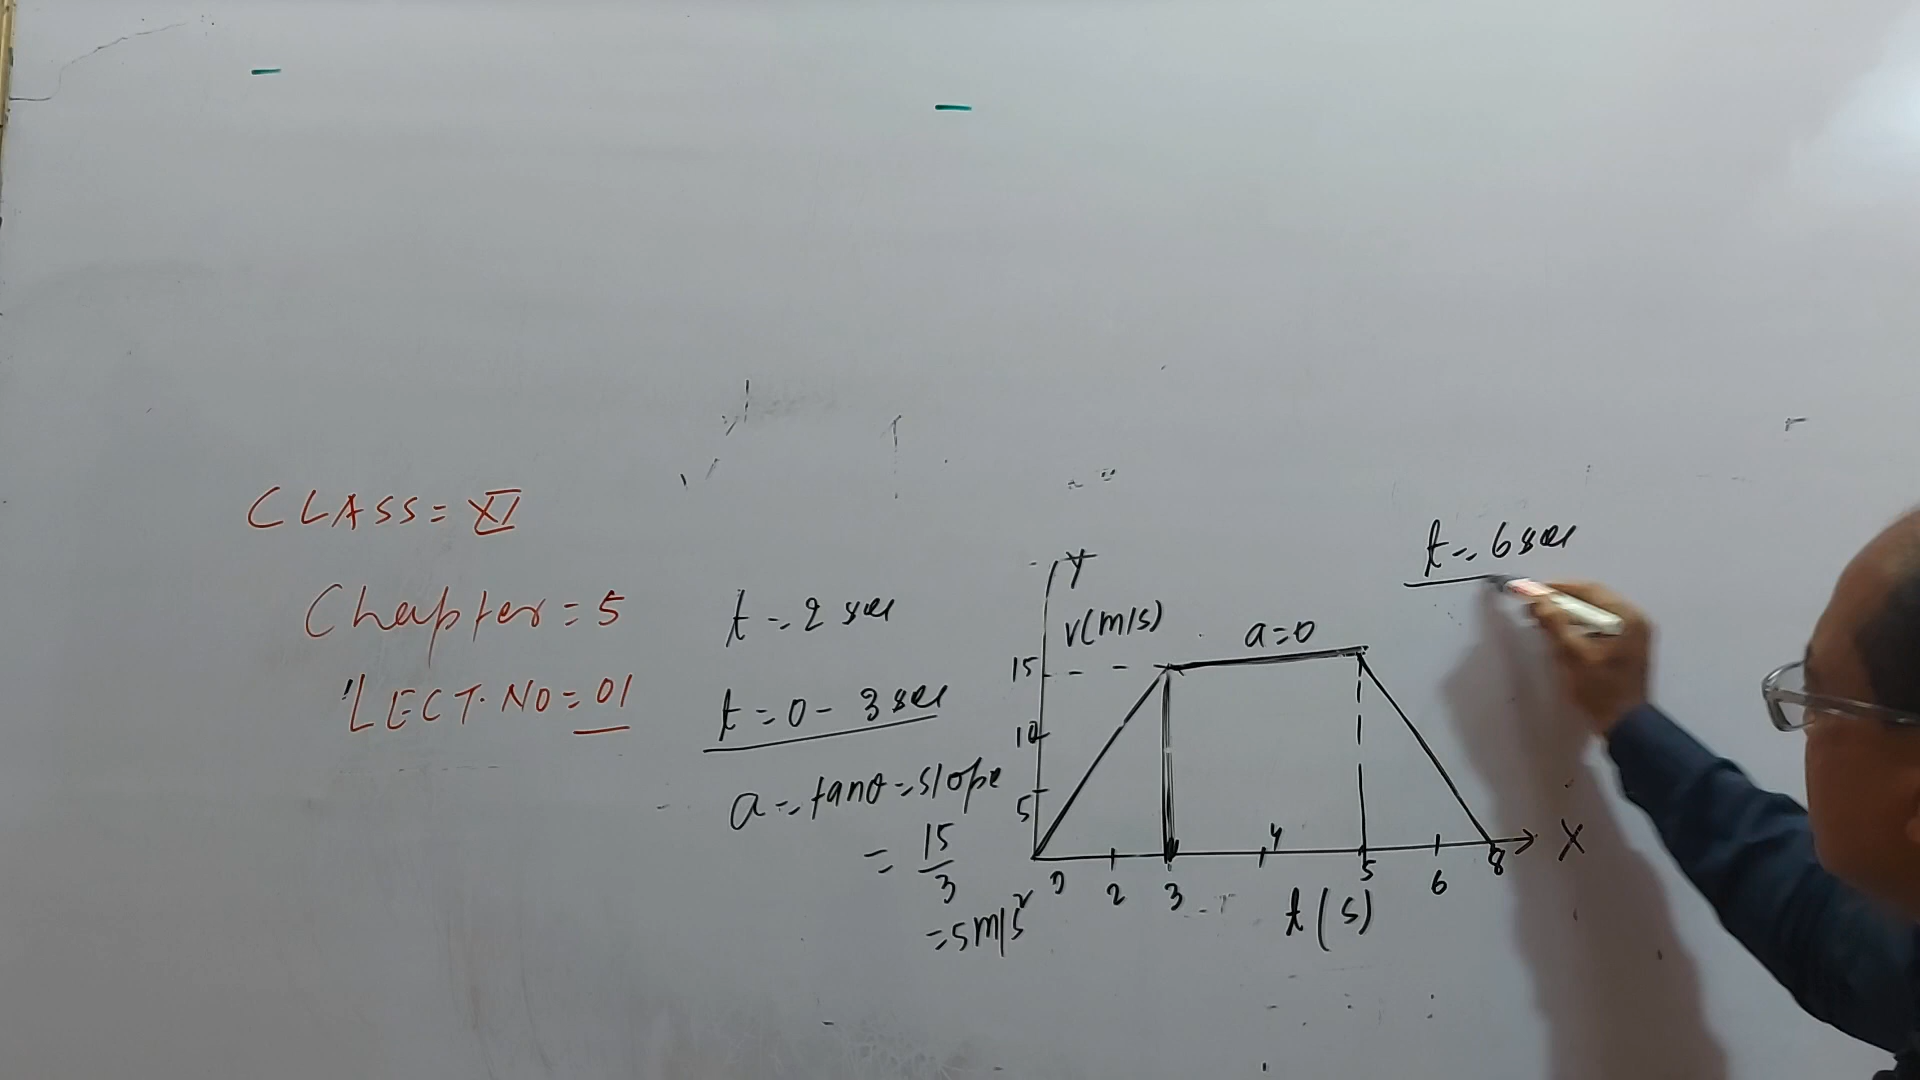 CLASS = XI
Chapter = 5
LECT. NO = 01
t = 2 sec
t = 0 - 3 sec
a = tanθ = slope
= 15/3
= 5 m/s²
t = 6 sec
Y
v(m/s)
a=0
15
10
5
0 2 3 4 5 6 8
X
t(s)